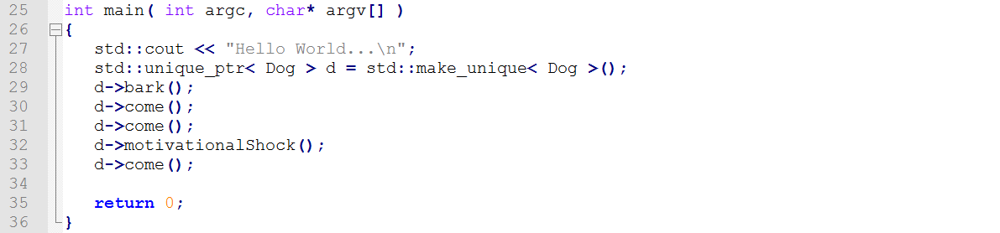 25 int main( int argc, char* argv[] )
26 {
27 std::cout << "Hello World...\n";
28 std::unique_ptr< Dog > d = std::make_unique< Dog >();
29 d->bark();
30 d->come();
31 d->come();
32 d->motivationalShock();
33 d->come();
34
35 return 0;
36 }